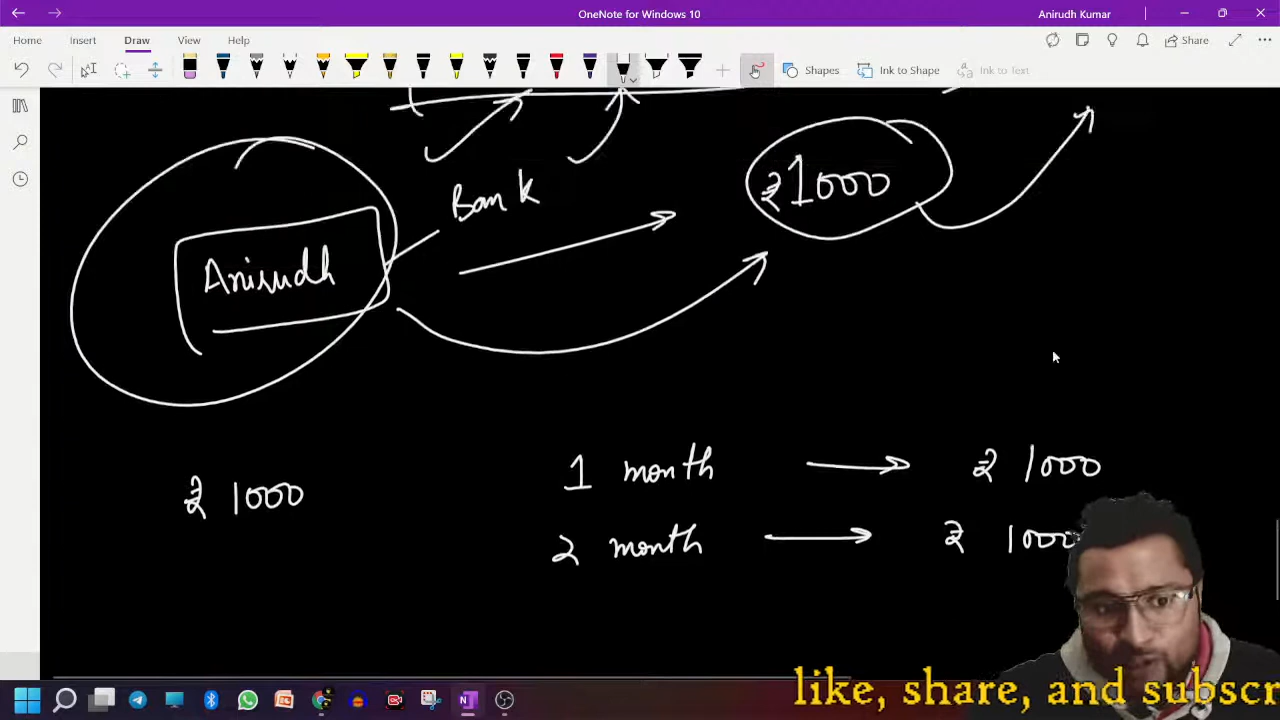 OneNote for Windows 10
Anirudh Kumar
Home Insert Draw View Help
Share
Shapes Ink to Shape Ink to Text
Bank
₹1000
Anirudh
1 month → ₹ 1000
₹ 1000
2 month → ₹ 1000
like, share, and subscr